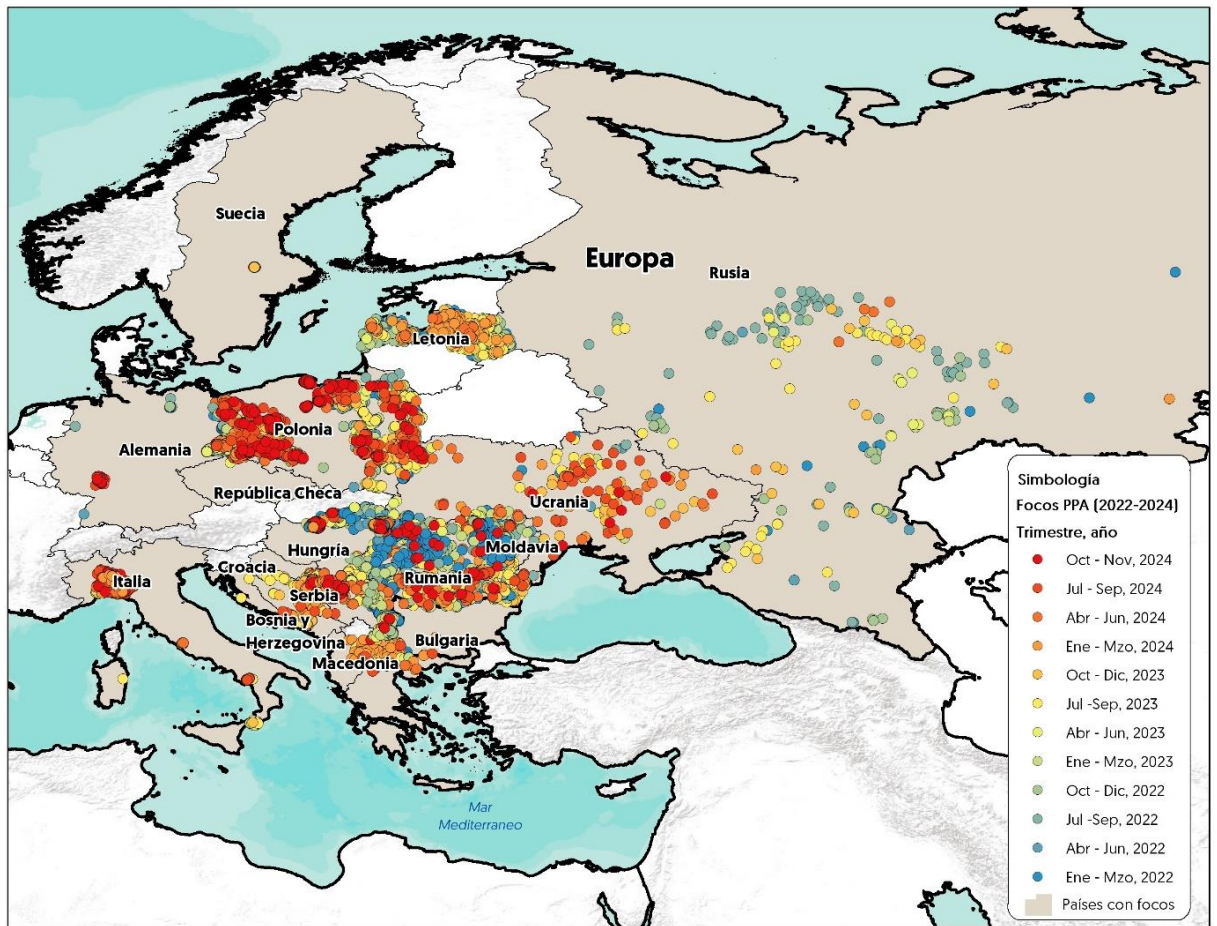 Suecia
Europa
Rusia
Letonia
Polonia
Alemania
República Checa
Ucrania
Hungría
Moldavia
Croacia
Italia
Rumania
Serbia
Bosnia y
Herzegovina
Bulgaria
Macedonia
Mar
Mediterraneo
Simbología
Focos PPA (2022-2024)
Trimestre, año
Oct - Nov, 2024
Jul - Sep, 2024
Abr - Jun, 2024
Ene - Mzo, 2024
Oct - Dic, 2023
Jul -Sep, 2023
Abr - Jun, 2023
Ene - Mzo, 2023
Oct - Dic, 2022
Jul -Sep, 2022
Abr - Jun, 2022
Ene - Mzo, 2022
Países con focos